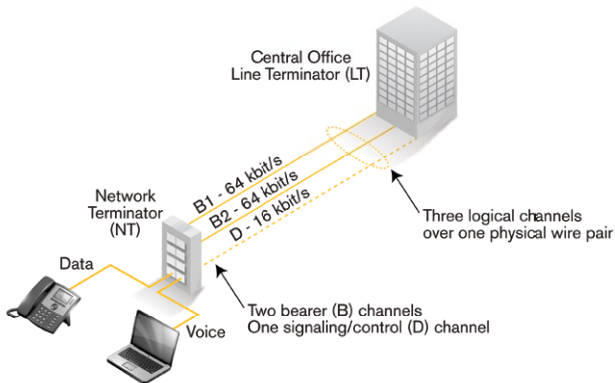 Central Office
Line Terminator (LT)
B1 - 64 kbit/s
B2 - 64 kbit/s
D - 16 kbit/s
Network
Terminator
(NT)
Three logical channels
over one physical wire pair
Data
Two bearer (B) channels
One signaling/control (D) channel
Voice